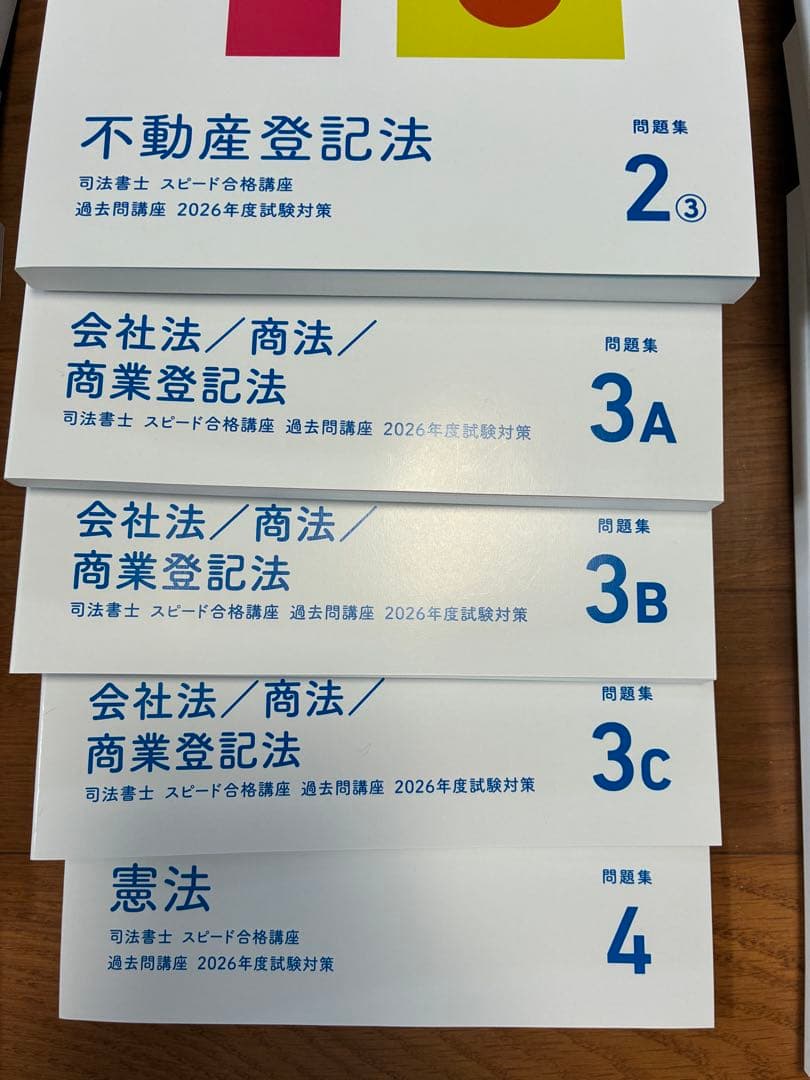 不動産登記法
司法書士 スピード合格講座
過去問講座 2026年度試験対策
問題集
2③
会社法／商法／
商業登記法
司法書士 スピード合格講座 過去問講座 2026年度試験対策
問題集
3A
会社法／商法／
商業登記法
司法書士 スピード合格講座 過去問講座 2026年度試験対策
問題集
3B
会社法／商法／
商業登記法
司法書士 スピード合格講座 過去問講座 2026年度試験対策
問題集
3C
憲法
司法書士 スピード合格講座
過去問講座 2026年度試験対策
問題集
4